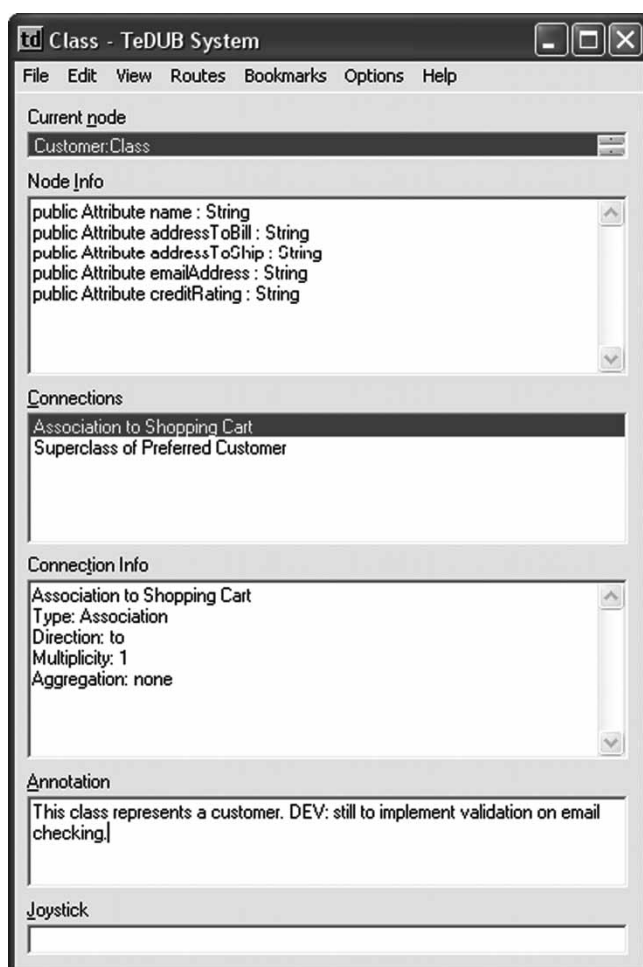 td Class - TeDUB System
File Edit View Routes Bookmarks Options Help
Current node
Customer:Class
Node Info
public Attribute name : String
public Attribute addressToBill : String
public Attribute addressToShip : String
public Attribute emailAddress : String
public Attribute creditRating : String
Connections
Association to Shopping Cart
Superclass of Preferred Customer
Connection Info
Association to Shopping Cart
Type: Association
Direction: to
Multiplicity: 1
Aggregation: none
Annotation
This class represents a customer. DEV: still to implement validation on email
checking.
Joystick